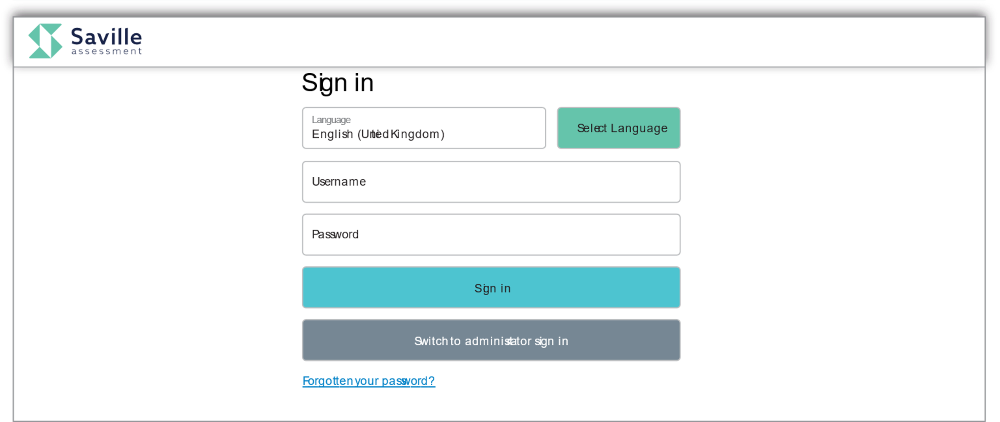 Saville
assessment
Sign in
Language
English (United Kingdom)
Select Language
Username
Password
Sign in
Switch to administrator sign in
Forgotten your password?